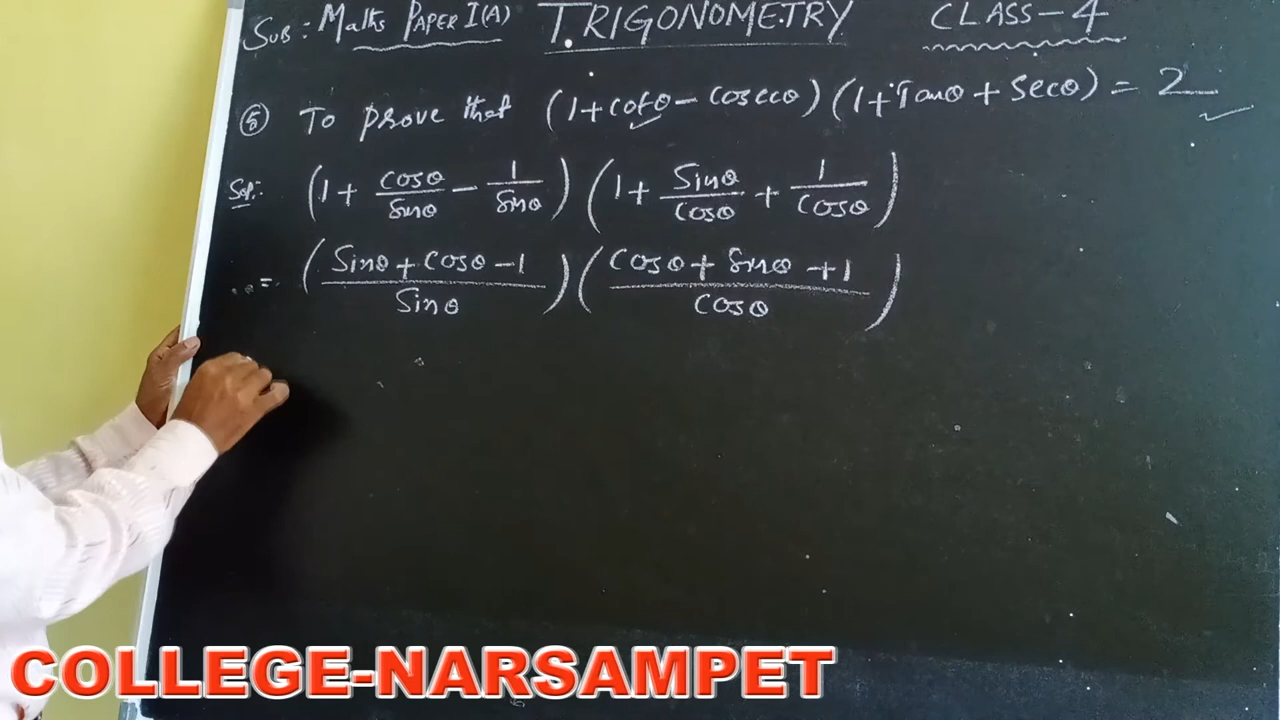 Sub: Maths Paper I(A) TRIGONOMETRY CLASS-4
⑤ To prove that (1+cotθ - cosecθ)(1+Tanθ + secθ) = 2
Sol: (1 + cosθ/sinθ - 1/sinθ) (1 + sinθ/cosθ + 1/cosθ)
= ((sinθ + cosθ - 1)/sinθ) ((cosθ + sinθ + 1)/cosθ)
COLLEGE-NARSAMPET